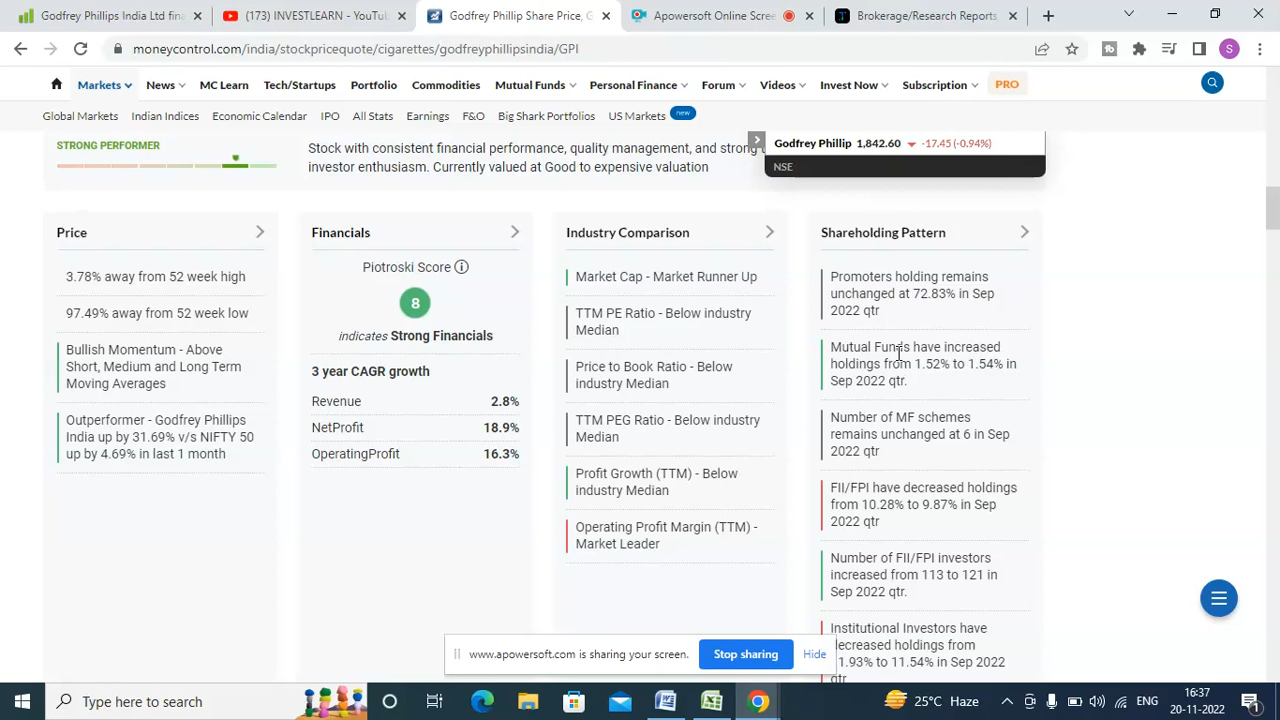 Godfrey Phillips Inditl Ltd fina
(173) INVESTLEARN - YouTu
Godfrey Phillip Share Price, G
Apowersoft Online Scree
Brokerage/Research Reports
moneycontrol.com/india/stockpricequote/cigarettes/godfreyphillipsindia/GPI
S
Markets News MC Learn Tech/Startups Portfolio Commodities Mutual Funds Personal Finance Forum Videos Invest Now Subscription PRO
Global Markets Indian Indices Economic Calendar IPO All Stats Earnings F&O Big Shark Portfolios US Markets new
STRONG PERFORMER
Stock with consistent financial performance, quality management, and strong
investor enthusiasm. Currently valued at Good to expensive valuation
Godfrey Phillip 1,842.60 -17.45 (-0.94%)
NSE
Price
3.78% away from 52 week high
97.49% away from 52 week low
Bullish Momentum - Above
Short, Medium and Long Term
Moving Averages
Outperformer - Godfrey Phillips
India up by 31.69% v/s NIFTY 50
up by 4.69% in last 1 month
Financials
Piotroski Score
8
indicates Strong Financials
3 year CAGR growth
Revenue 2.8%
NetProfit 18.9%
OperatingProfit 16.3%
Industry Comparison
Market Cap - Market Runner Up
TTM PE Ratio - Below industry
Median
Price to Book Ratio - Below
industry Median
TTM PEG Ratio - Below industry
Median
Profit Growth (TTM) - Below
industry Median
Operating Profit Margin (TTM) -
Market Leader
Shareholding Pattern
Promoters holding remains
unchanged at 72.83% in Sep
2022 qtr
Mutual Funds have increased
holdings from 1.52% to 1.54% in
Sep 2022 qtr.
Number of MF schemes
remains unchanged at 6 in Sep
2022 qtr
FII/FPI have decreased holdings
from 10.28% to 9.87% in Sep
2022 qtr
Number of FII/FPI investors
increased from 113 to 121 in
Sep 2022 qtr.
Institutional Investors have
decreased holdings from
11.93% to 11.54% in Sep 2022
qtr
www.apowersoft.com is sharing your screen. Stop sharing Hide
Type here to search
25°C Haze
ENG
16:37
20-11-2022
1